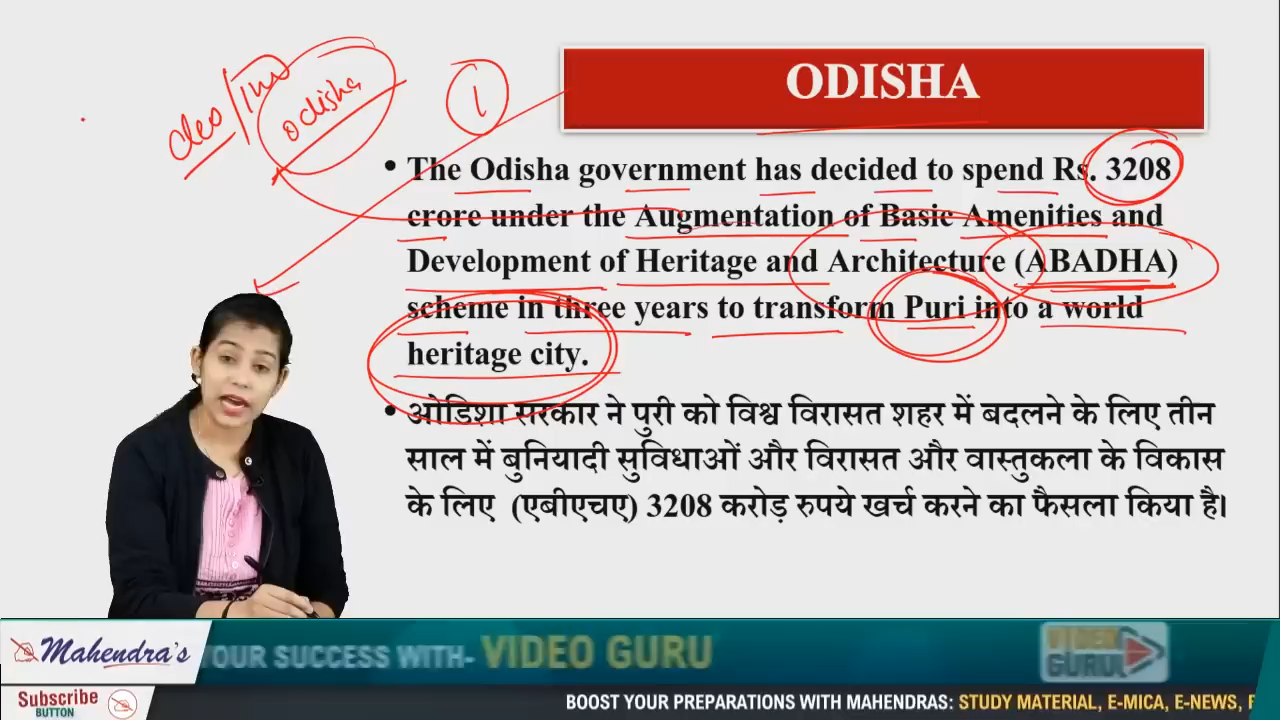 ODISHA
dev/im
odisha
1
• The Odisha government has decided to spend Rs. 3208
crore under the Augmentation of Basic Amenities and
Development of Heritage and Architecture (ABADHA)
scheme in three years to transform Puri into a world
heritage city.
• ओडिशा सरकार ने पुरी को विश्व विरासत शहर में बदलने के लिए तीन
साल में बुनियादी सुविधाओं और विरासत और वास्तुकला के विकास
के लिए (एबीएचए) 3208 करोड़ रुपये खर्च करने का फैसला किया है।
Mahendra's
YOUR SUCCESS WITH- VIDEO GURU
VIDEO
GURU
Subscribe
BUTTON
BOOST YOUR PREPARATIONS WITH MAHENDRAS: STUDY MATERIAL, E-MICA, E-NEWS,